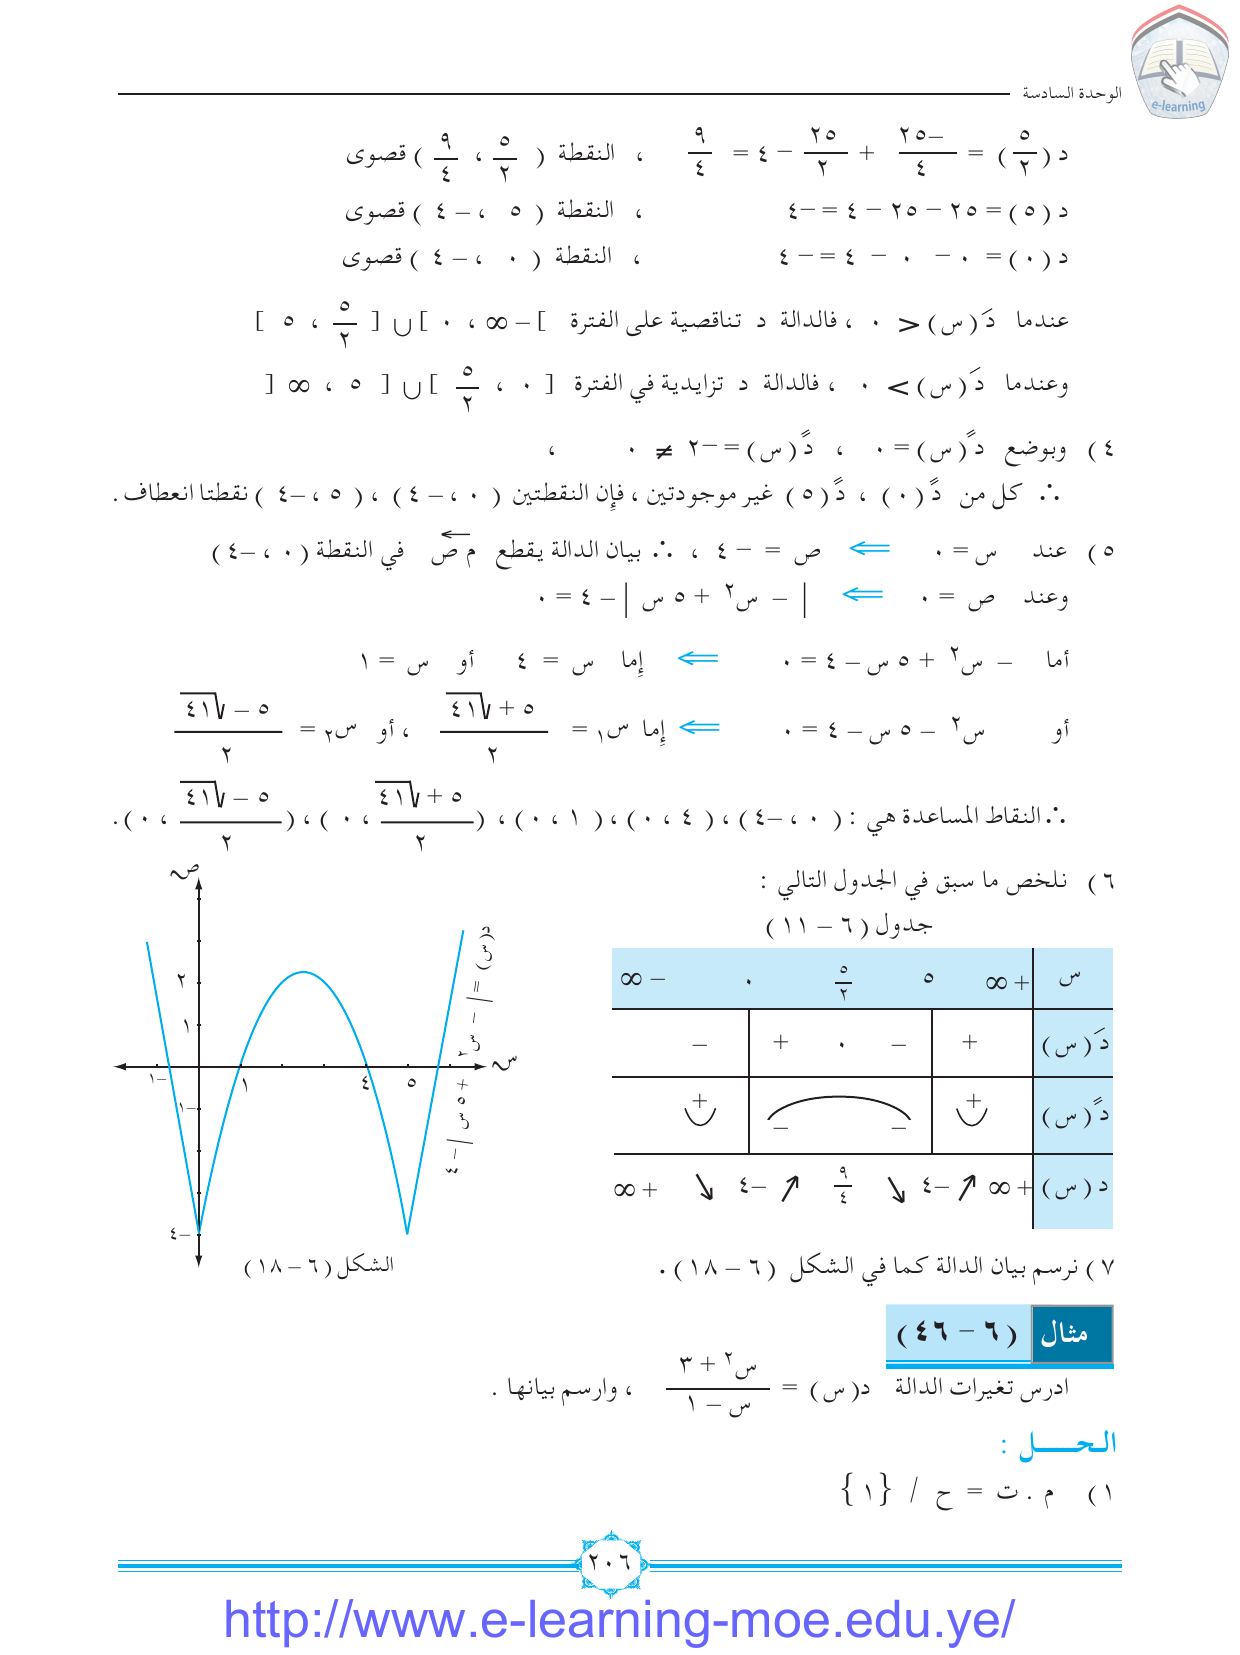 e-learning
الوحدة السادسة
د ( ٥/٢ ) = –٢٥/٤ + ٢٥/٢ – ٤ = ٩/٤ ، النقطة ( ٥/٢ ، ٩/٤ ) قصوى
د ( ٥ ) = ٢٥ – ٢٥ – ٤ = –٤ ، النقطة ( ٥ ، – ٤ ) قصوى
د ( ٠ ) = ٠ – ٠ – ٤ = – ٤ ، النقطة ( ٠ ، – ٤ ) قصوى
عندما دَ ( س ) < ٠ ، فالدالة د تناقصية على الفترة ] – ∞ ، ٠ [ ∪ ] ٥/٢ ، ٥ [
وعندما دَ ( س ) > ٠ ، فالدالة د تزايدية في الفترة ] ٠ ، ٥/٢ [ ∪ ] ٥ ، ∞ [
٤ ) وبوضع دً ( س ) = ٠ ، دً ( س ) = –٢ ≠ ٠ ،
∴ كل من دً ( ٠ ) ، دً ( ٥ ) غير موجودتين ، فإن النقطتين ( ٠ ، – ٤ ) ، ( ٥ ، –٤ ) نقطتا انعطاف .
٥ ) عند س = ٠ ⇐ ص = – ٤ ، ∴ بيان الدالة يقطع م ص في النقطة ( ٠ ، –٤ )
وعند ص = ٠ ⇐ | – س٢ + ٥ س | – ٤ = ٠
أما – س٢ + ٥ س – ٤ = ٠ ⇐ إما س = ٤ أو س = ١
أو س٢ – ٥ س – ٤ = ٠ ⇐ إما س١ = ٥ + √٤١/٢ ، أو س٢ = ٥ – √٤١/٢
∴ النقاط المساعدة هي : ( ٠ ، –٤ ) ، ( ٤ ، ٠ ) ، ( ١ ، ٠ ) ، ( ٥ + √٤١/٢ ، ٠ ) ، ( ٥ – √٤١/٢ ، ٠ ) .
٦ ) نلخص ما سبق في الجدول التالي :
جدول ( ٦ – ١١ )
س + ∞ ٥ ٥/٢ ٠ – ∞
دَ ( س ) + – ٠ + –
دً ( س ) + – – +
د ( س ) + ∞ ↗ –٤ ↘ ٩/٤ ↗ –٤ ↘ + ∞
ص
٢
١
س
–١ ١ ٤ ٥
–١
–٤
د( س ) = | – س٢ + ٥ س | – ٤
الشكل ( ٦ – ١٨ )
٧ ) نرسم بيان الدالة كما في الشكل ( ٦ – ١٨ ) .
مثال ( ٦ – ٤٦ )
ادرس تغيرات الدالة د( س ) = س٢ + ٣/س – ١ ، وارسم بيانها .
الحـــل :
١ ) م . ت = ح / { ١ }
٢٠٦
http://www.e-learning-moe.edu.ye/